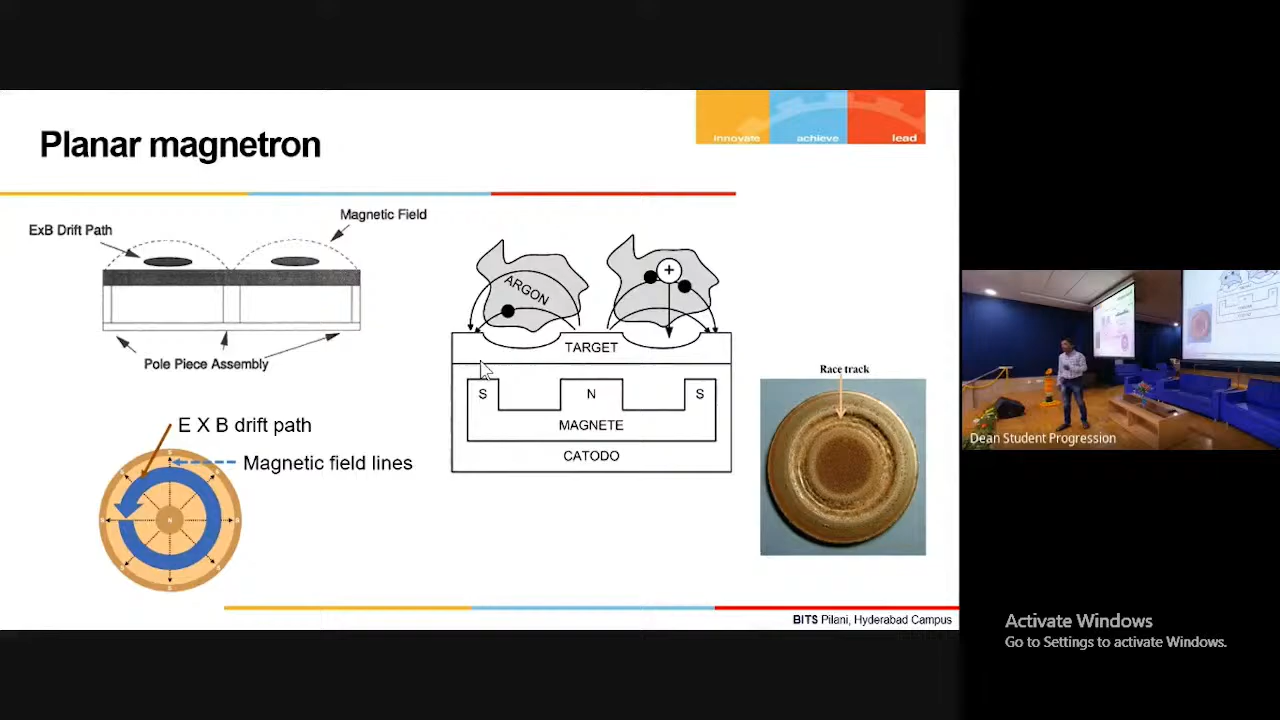 innovate
achieve
lead
Planar magnetron
Magnetic Field
ExB Drift Path
Pole Piece Assembly
ARGON
+
TARGET
S
N
S
MAGNETE
CATODO
Race track
E X B drift path
Magnetic field lines
BITS Pilani, Hyderabad Campus
Dean Student Progression
Activate Windows
Go to Settings to activate Windows.